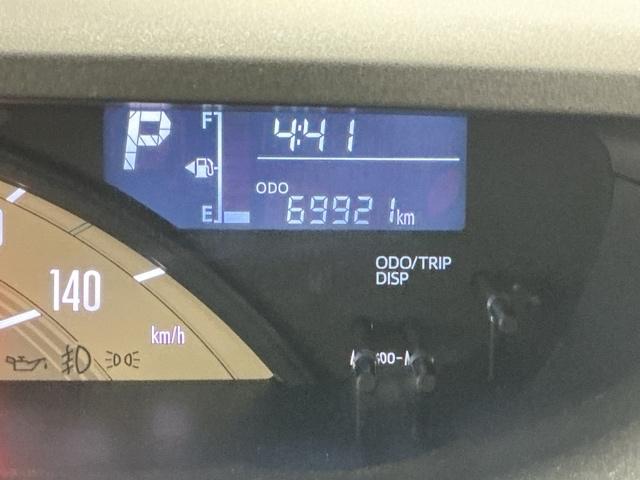 P
F
4:41
ODO
E
69921km
ODO/TRIP
DISP
140
km/h